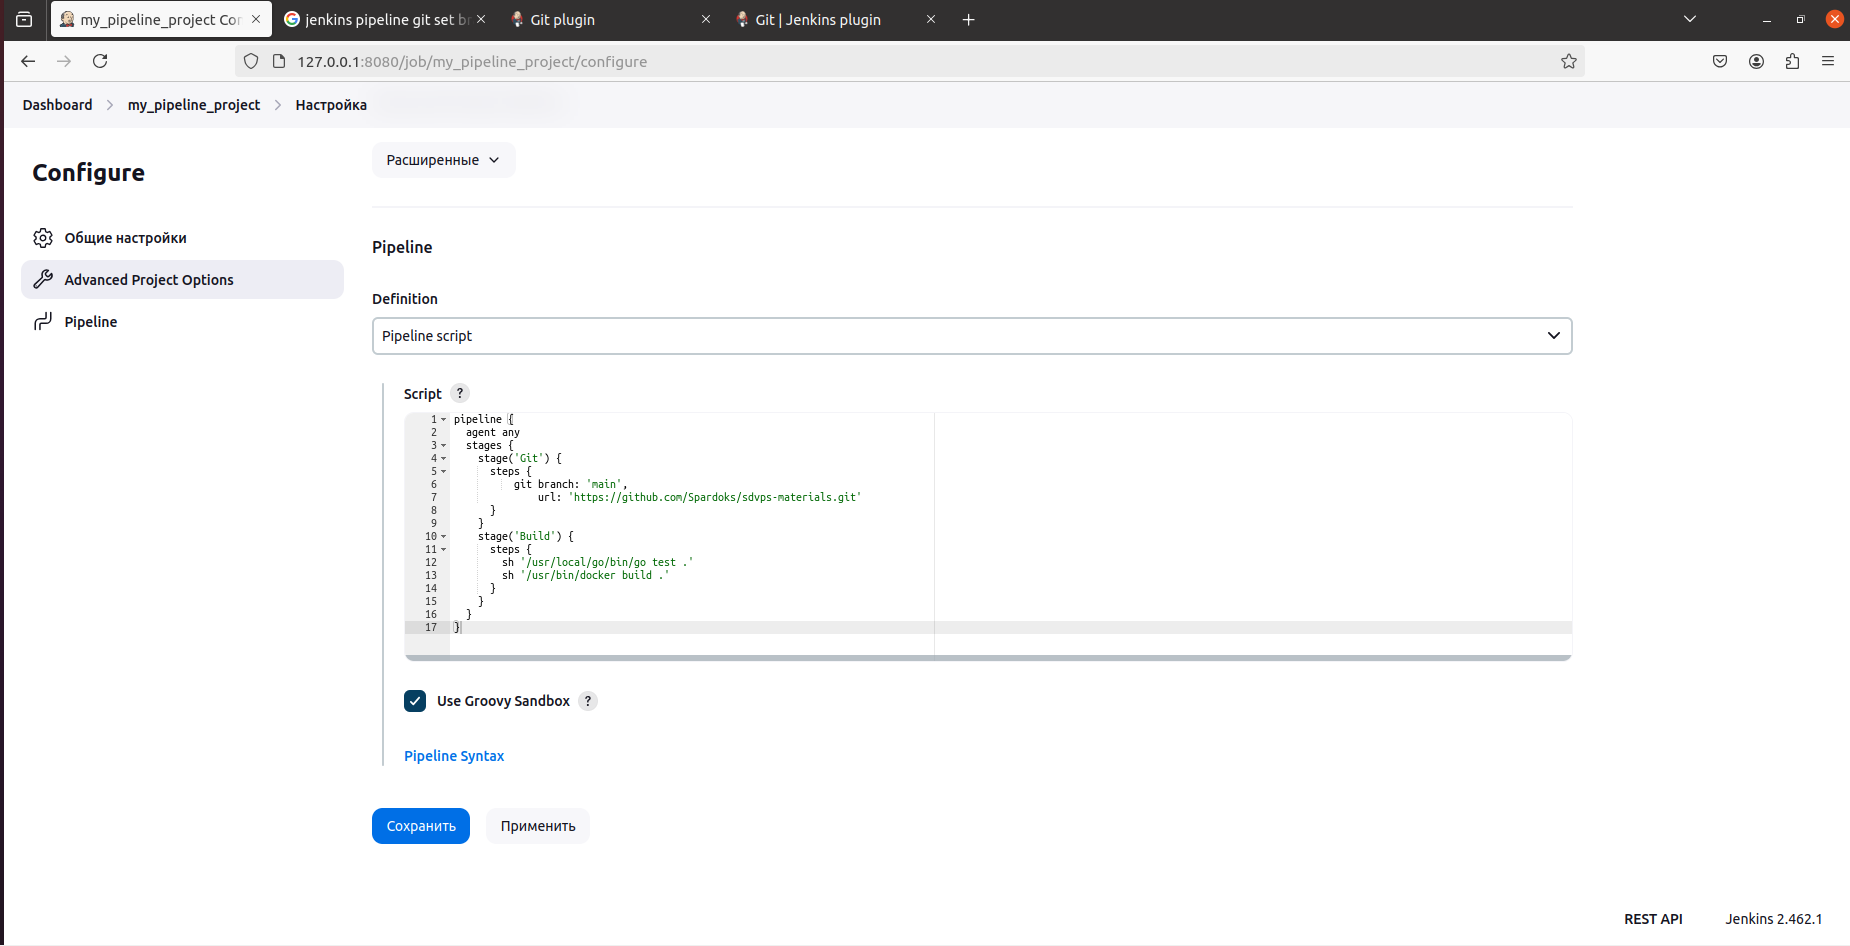 my_pipeline_project Cor
jenkins pipeline git set br
Git plugin
Git | Jenkins plugin
127.0.0.1:8080/job/my_pipeline_project/configure
Dashboard
my_pipeline_project
Настройка
Configure
Общие настройки
Advanced Project Options
Pipeline
Расширенные
Pipeline
Definition
Pipeline script
Script ?
1 pipeline {
2 agent any
3 stages {
4 stage('Git') {
5 steps {
6 git branch: 'main',
7 url: 'https://github.com/Spardoks/sdvps-materials.git'
8 }
9 }
10 stage('Build') {
11 steps {
12 sh '/usr/local/go/bin/go test .'
13 sh '/usr/bin/docker build .'
14 }
15 }
16 }
17 }
Use Groovy Sandbox ?
Pipeline Syntax
Сохранить
Применить
REST API
Jenkins 2.462.1